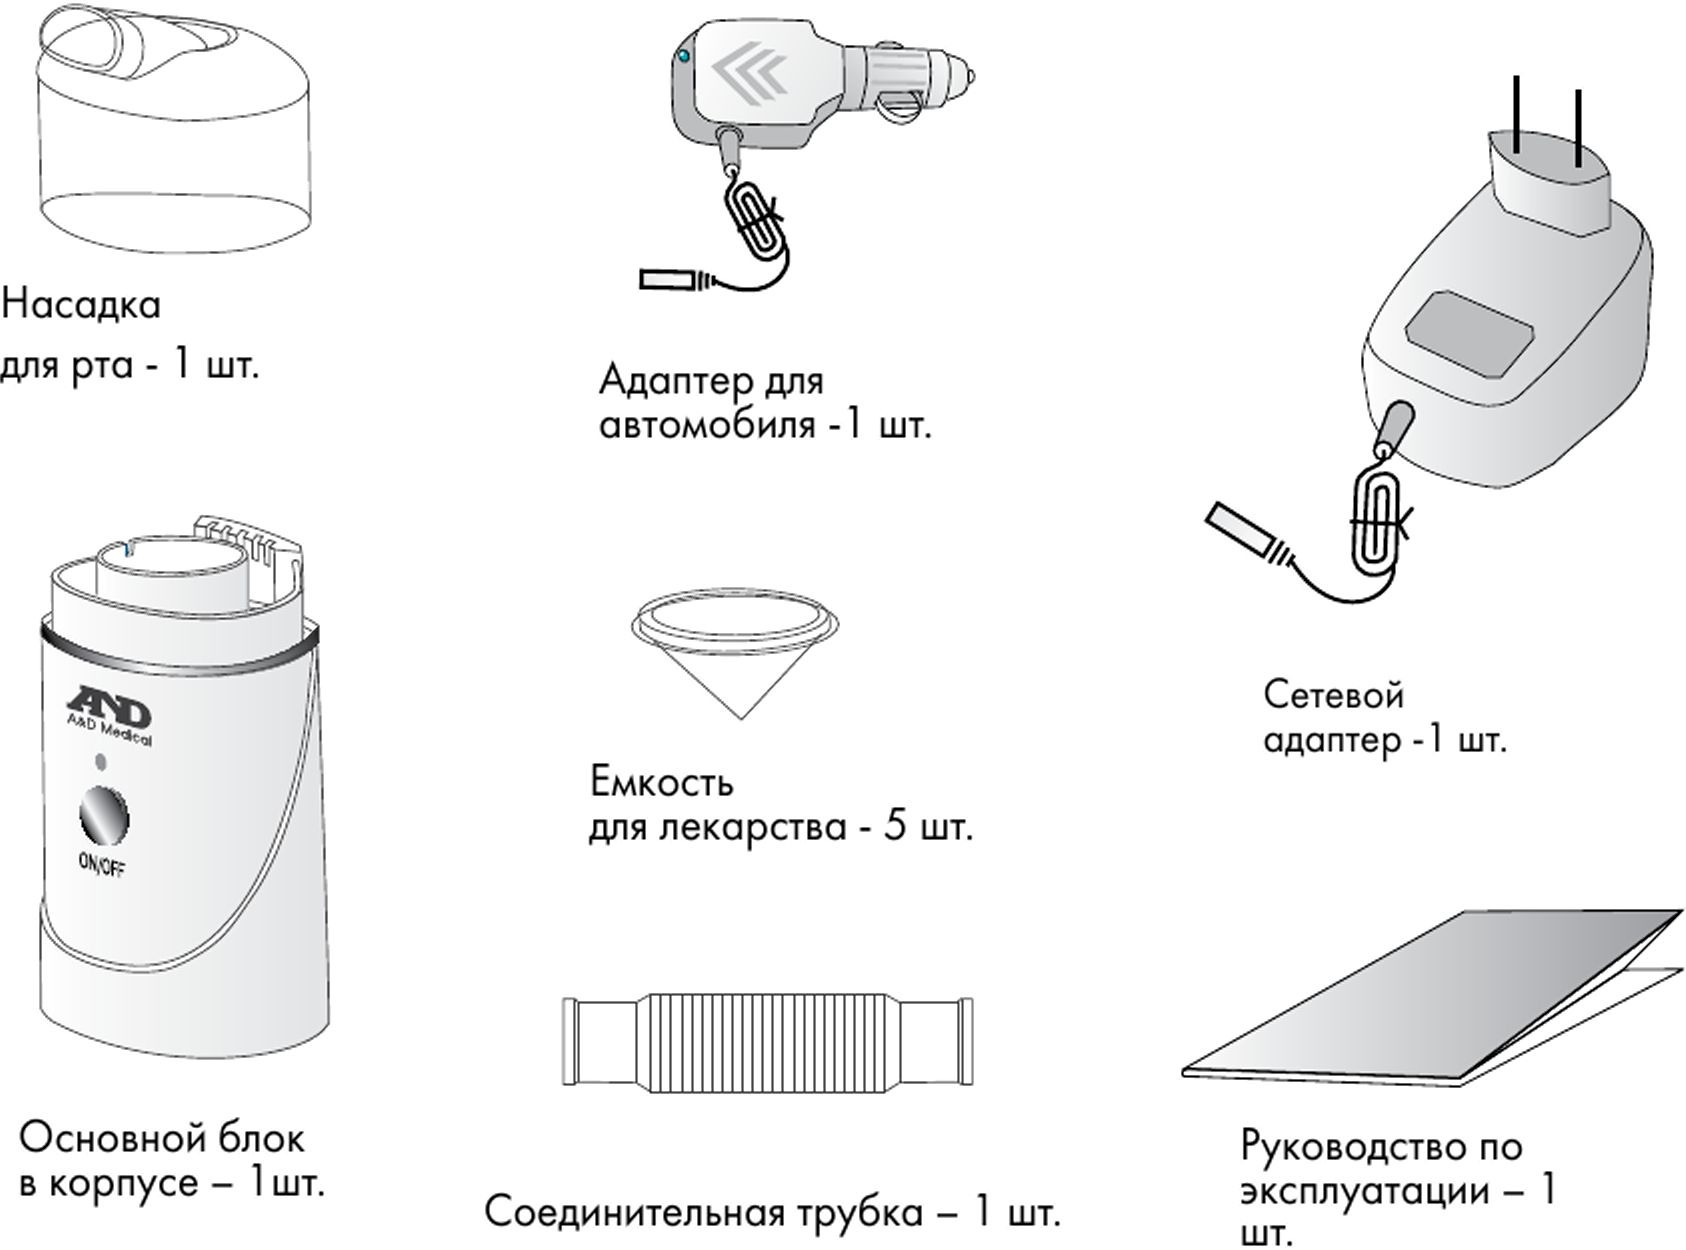 Насадка
для рта - 1 шт.
Адаптер для
автомобиля -1 шт.
Сетевой
адаптер -1 шт.
AND
A&D Medical
ON/OFF
Основной блок
в корпусе – 1шт.
Емкость
для лекарства - 5 шт.
Соединительная трубка – 1 шт.
Руководство по
эксплуатации – 1
шт.